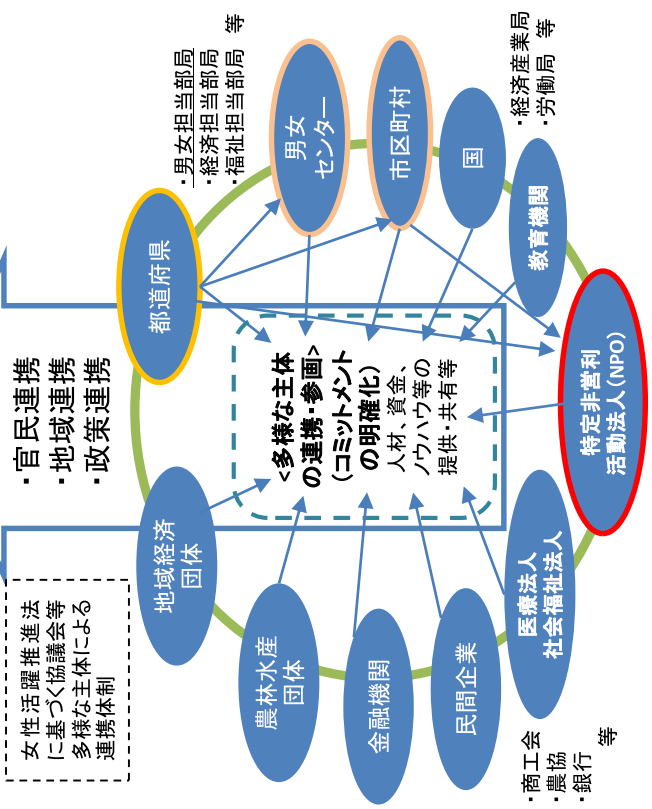 女性活躍推進法
に基づく協議会等
多様な主体による
連携体制
・官民連携
・地域連携
・政策連携
都道府県
・男女担当部局
・経済担当部局
・福祉担当部局 等
地域経済
団体
男女
センター
農林水産
団体
市区町村
<多様な主体
の連携・参画>
(コミットメント
の明確化)
人材、資金、
ノウハウ等の
提供・共有等
金融機関
国
・経済産業局
・労働局 等
民間企業
教育機関
医療法人
社会福祉法人
特定非営利
活動法人(NPO)
・商工会
・農協
・銀行 等